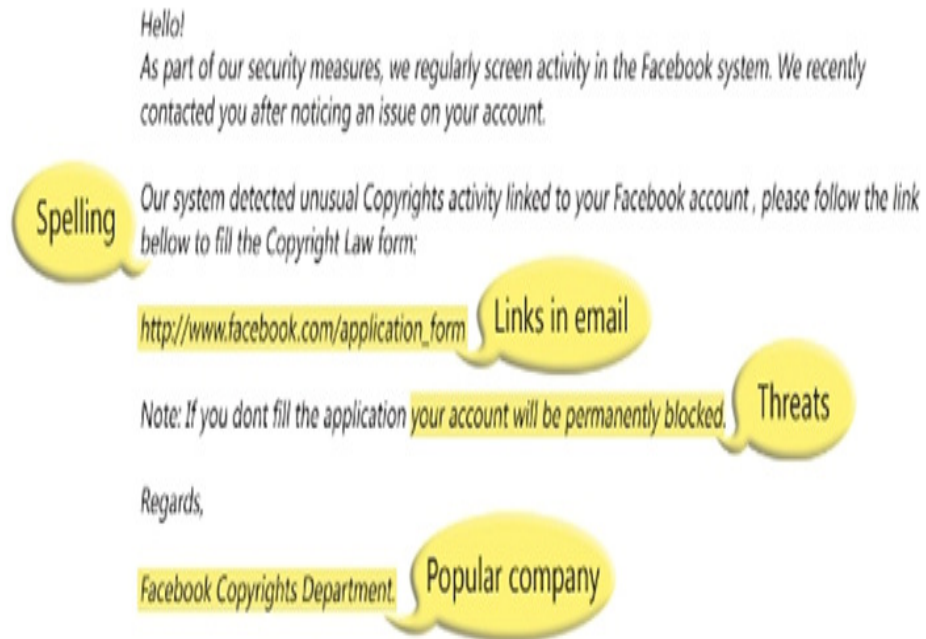 Hello!
As part of our security measures, we regularly screen activity in the Facebook system. We recently
contacted you after noticing an issue on your account.
Spelling
Our system detected unusual Copyrights activity linked to your Facebook account , please follow the link
bellow to fill the Copyright Law form:
http://www.facebook.com/application_form
Links in email
Note: If you dont fill the application your account will be permanently blocked.
Threats
Regards,
Facebook Copyrights Department.
Popular company